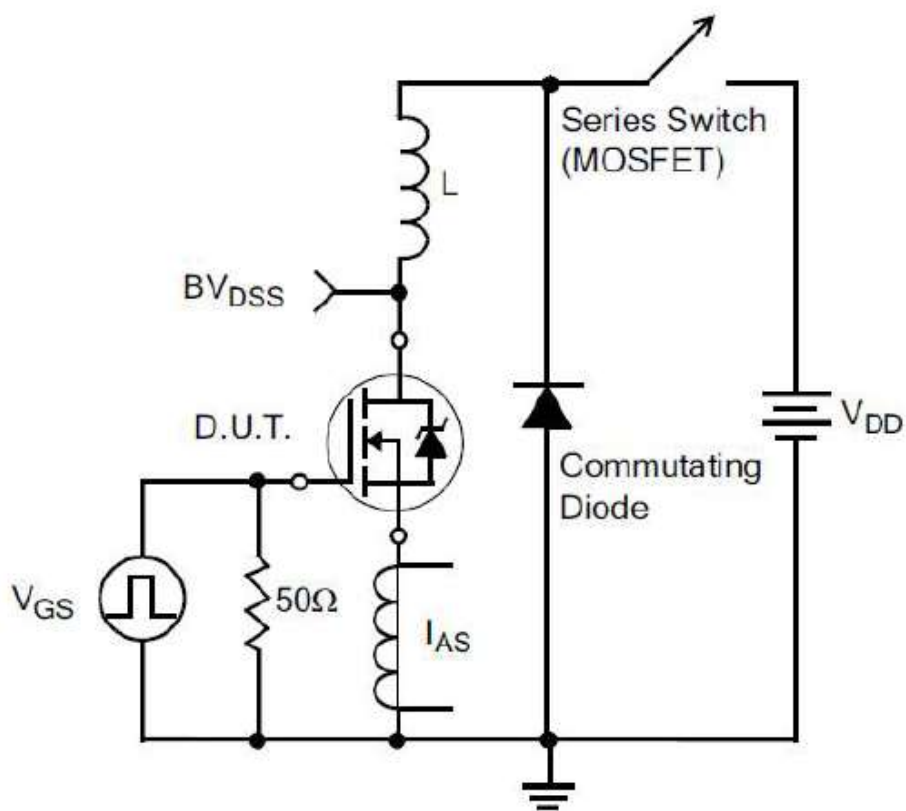 Series Switch
(MOSFET)
L
BV_DSS
D.U.T.
V_DD
Commutating
Diode
V_GS
50Ω
I_AS